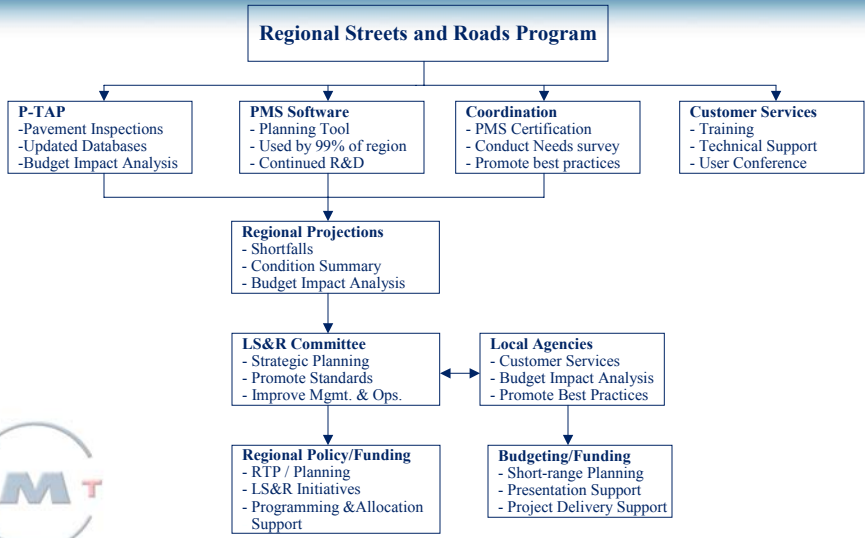 Regional Streets and Roads Program
P-TAP
-Pavement Inspections
-Updated Databases
-Budget Impact Analysis
PMS Software
- Planning Tool
- Used by 99% of region
- Continued R&D
Coordination
- PMS Certification
- Conduct Needs survey
- Promote best practices
Customer Services
- Training
- Technical Support
- User Conference
Regional Projections
- Shortfalls
- Condition Summary
- Budget Impact Analysis
LS&R Committee
- Strategic Planning
- Promote Standards
- Improve Mgmt. & Ops.
Local Agencies
- Customer Services
- Budget Impact Analysis
- Promote Best Practices
Regional Policy/Funding
- RTP / Planning
- LS&R Initiatives
- Programming &Allocation
Support
Budgeting/Funding
- Short-range Planning
- Presentation Support
- Project Delivery Support
M T